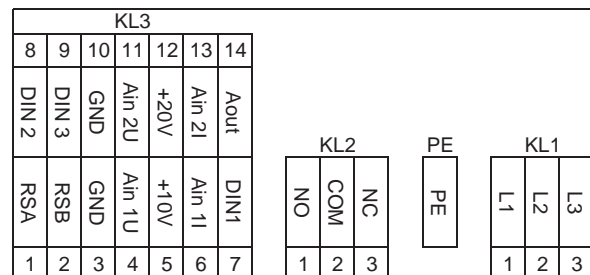 KL3
8 9 10 11 12 13 14
DIN 2 DIN 3 GND Ain 2U +20V Ain 2I Aout
KL2 PE KL1
RSA RSB GND Ain 1U +10V Ain 1I DIN1 NO COM NC PE L1 L2 L3
1 2 3 4 5 6 7 1 2 3 1 2 3